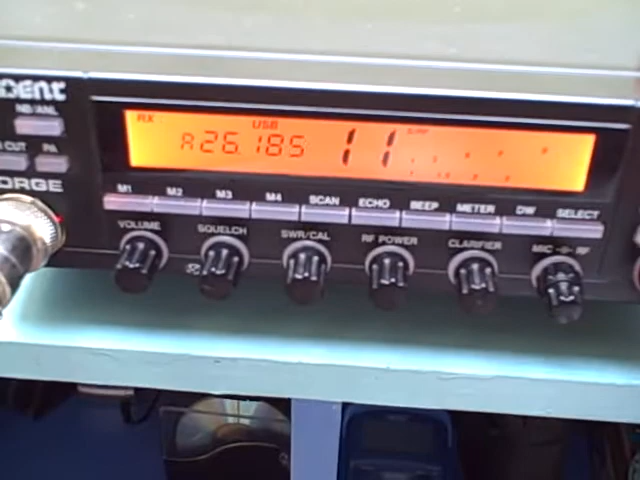 DENT
NB/ANL
CUT PA
ORGE
RX USB
A26.185 11
M1 M2 M3 M4 SCAN ECHO BEEP METER DW SELECT
VOLUME SQUELCH SWR/CAL RF POWER CLARIFIER MIC RF